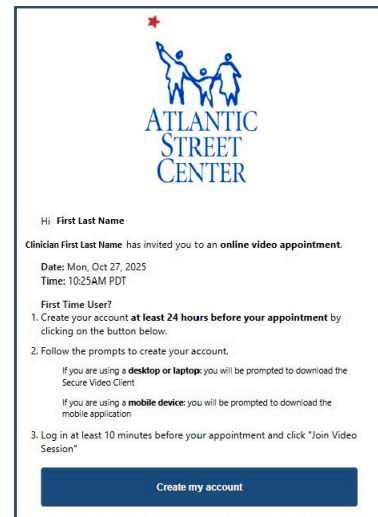 ATLANTIC
STREET
CENTER
Hi First Last Name
Clinician First Last Name has invited you to an online video appointment.
Date: Mon, Oct 27, 2025
Time: 10:25AM PDT
First Time User?
1. Create your account at least 24 hours before your appointment by
clicking on the button below.
2. Follow the prompts to create your account.
If you are using a desktop or laptop: you will be prompted to download the
Secure Video Client
If you are using a mobile device: you will be prompted to download the
mobile application
3. Log in at least 10 minutes before your appointment and click "Join Video
Session"
Create my account